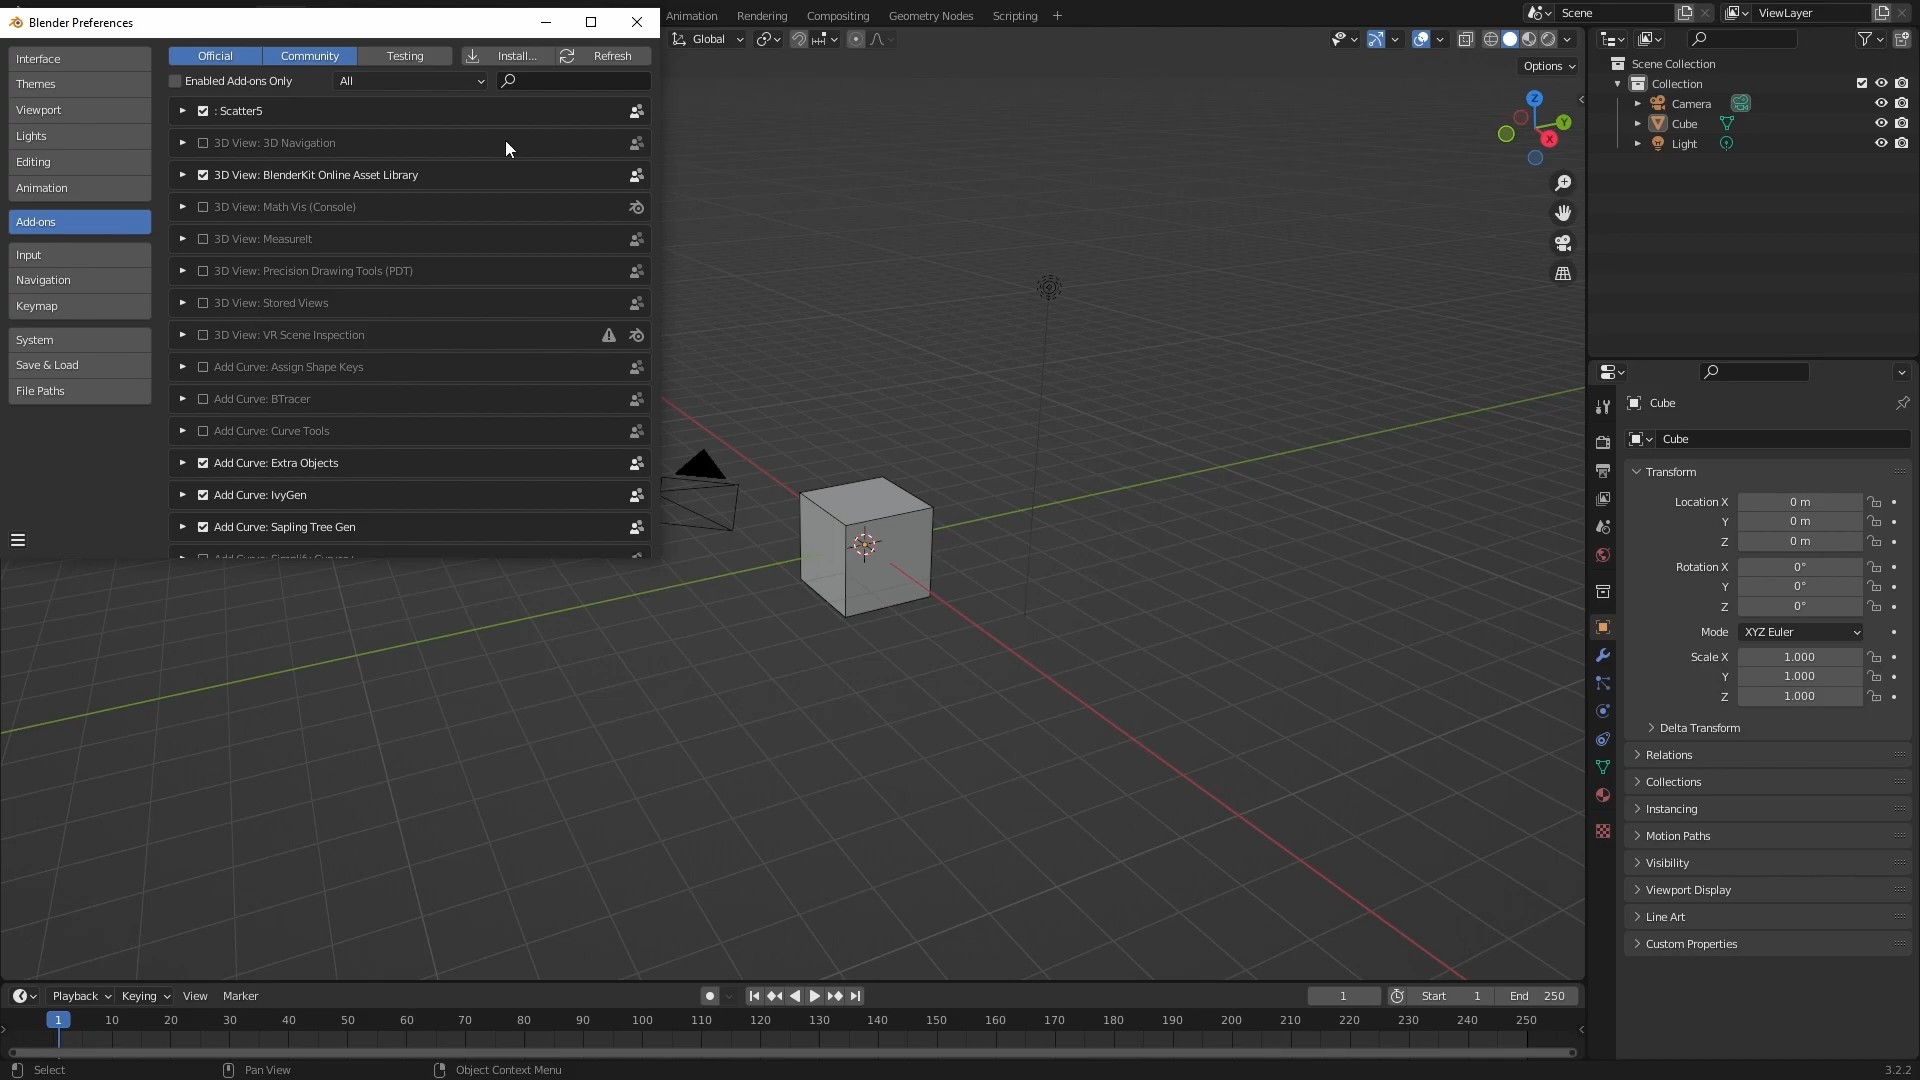 Blender Preferences
Animation
Rendering
Compositing
Geometry Nodes
Scripting
Scene
ViewLayer
Global
Options
Interface
Themes
Viewport
Lights
Editing
Animation
Add-ons
Input
Navigation
Keymap
System
Save & Load
File Paths
Official
Community
Testing
Install...
Refresh
Enabled Add-ons Only
All
: Scatter5
3D View: 3D Navigation
3D View: BlenderKit Online Asset Library
3D View: Math Vis (Console)
3D View: MeasureIt
3D View: Precision Drawing Tools (PDT)
3D View: Stored Views
3D View: VR Scene Inspection
Add Curve: Assign Shape Keys
Add Curve: BTracer
Add Curve: Curve Tools
Add Curve: Extra Objects
Add Curve: IvyGen
Add Curve: Sapling Tree Gen
Z
Y
X
Scene Collection
Collection
Camera
Cube
Light
Cube
Cube
Transform
Location X 0 m
Y 0 m
Z 0 m
Rotation X 0°
Y 0°
Z 0°
Mode XYZ Euler
Scale X 1.000
Y 1.000
Z 1.000
Delta Transform
Relations
Collections
Instancing
Motion Paths
Visibility
Viewport Display
Line Art
Custom Properties
Playback Keying View Marker
1 Start 1 End 250
1 10 20 30 40 50 60 70 80 90 100 110 120 130 140 150 160 170 180 190 200 210 220 230 240 250
Select Pan View Object Context Menu 3.2.2